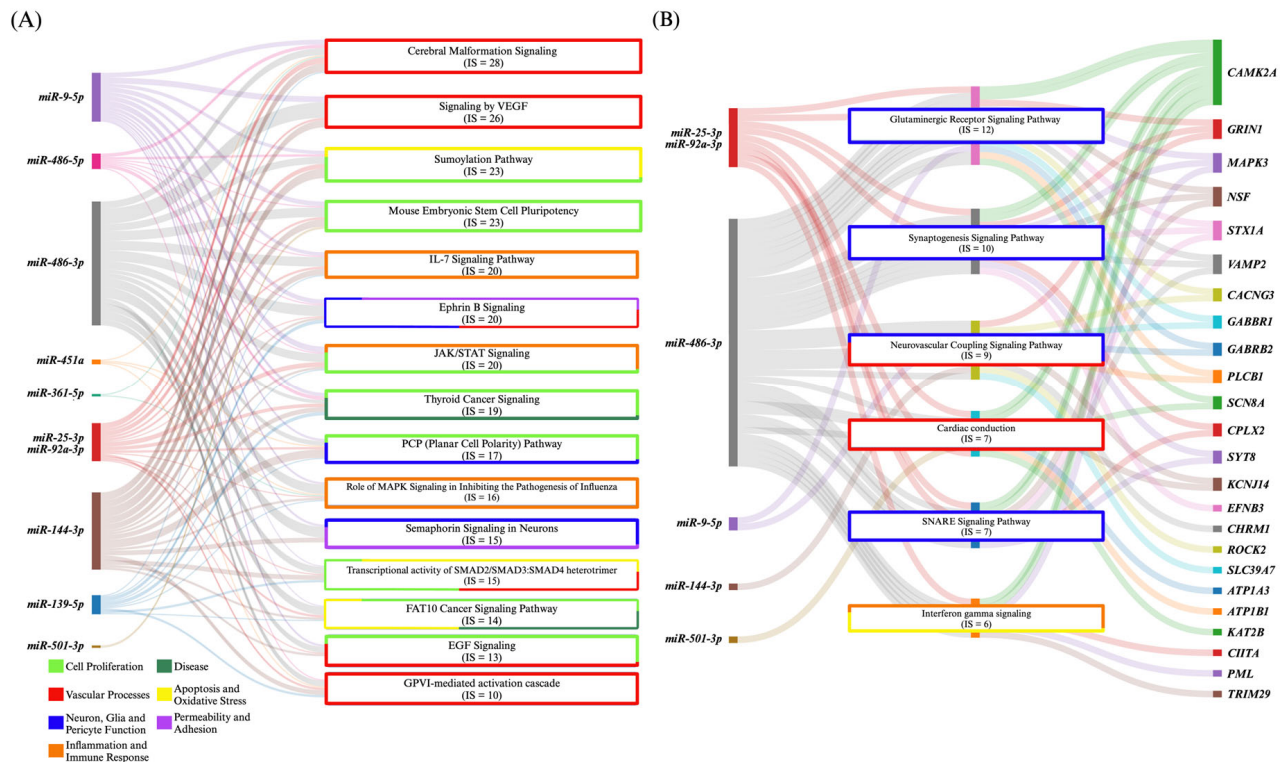 (A)
miR-9-5p
miR-486-5p
miR-486-3p
miR-451a
miR-361-5p
miR-25-3p
miR-92a-3p
miR-144-3p
miR-139-5p
miR-501-3p
Cerebral Malformation Signaling
(IS = 28)
Signaling by VEGF
(IS = 26)
Sumoylation Pathway
(IS = 23)
Mouse Embryonic Stem Cell Pluripotency
(IS = 23)
IL-7 Signaling Pathway
(IS = 20)
Ephrin B Signaling
(IS = 20)
JAK/STAT Signaling
(IS = 20)
Thyroid Cancer Signaling
(IS = 19)
PCP (Planar Cell Polarity) Pathway
(IS = 17)
Role of MAPK Signaling in Inhibiting the Pathogenesis of Influenza
(IS = 16)
Semaphorin Signaling in Neurons
(IS = 15)
Transcriptional activity of SMAD2/SMAD3:SMAD4 heterotrimer
(IS = 15)
FAT10 Cancer Signaling Pathway
(IS = 14)
EGF Signaling
(IS = 13)
GPVI-mediated activation cascade
(IS = 10)
Cell Proliferation
Vascular Processes
Neuron, Glia and
Pericyte Function
Inflammation and
Immune Response
Disease
Apoptosis and
Oxidative Stress
Permeability and
Adhesion
(B)
miR-25-3p
miR-92a-3p
miR-486-3p
miR-9-5p
miR-144-3p
miR-501-3p
Glutaminergic Receptor Signaling Pathway
(IS = 12)
Synaptogenesis Signaling Pathway
(IS = 10)
Neurovascular Coupling Signaling Pathway
(IS = 9)
Cardiac conduction
(IS = 7)
SNARE Signaling Pathway
(IS = 7)
Interferon gamma signaling
(IS = 6)
CAMK2A
GRIN1
MAPK3
NSF
STX1A
VAMP2
CACNG3
GABBR1
GABRB2
PLCB1
SCN8A
CPLX2
SYT8
KCNJ14
EFNB3
CHRM1
ROCK2
SLC39A7
ATP1A3
ATP1B1
KAT2B
CIITA
PML
TRIM29